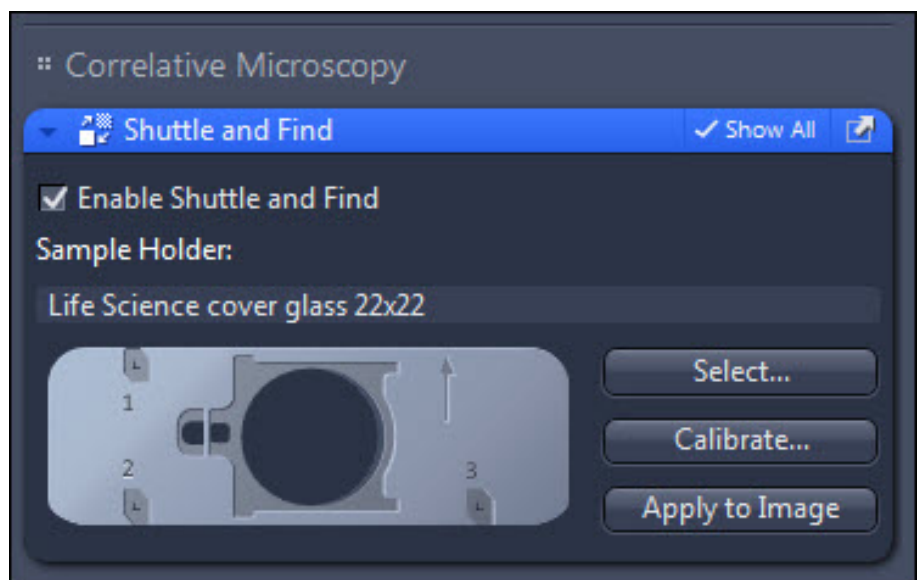 Correlative Microscopy
Shuttle and Find
Show All
Enable Shuttle and Find
Sample Holder:
Life Science cover glass 22x22
1
2
3
Select...
Calibrate...
Apply to Image